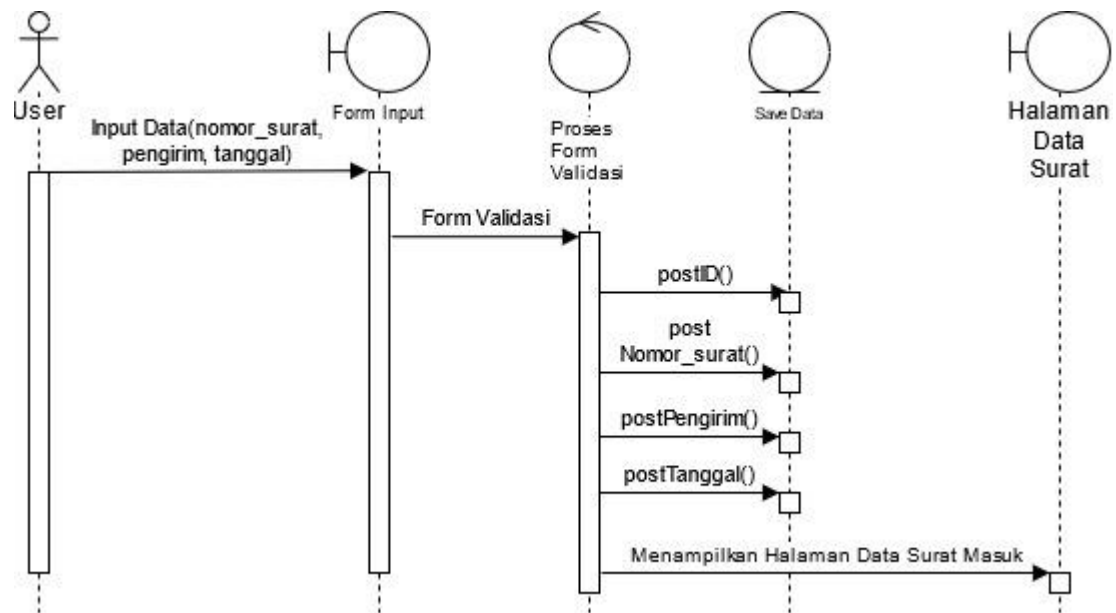 User
Form Input
Proses
Form
Validasi
Save Data
Halaman
Data
Surat
Input Data(nomor_surat,
pengirim, tanggal)
Form Validasi
postID()
post
Nomor_surat()
postPengirim()
postTanggal()
Menampilkan Halaman Data Surat Masuk